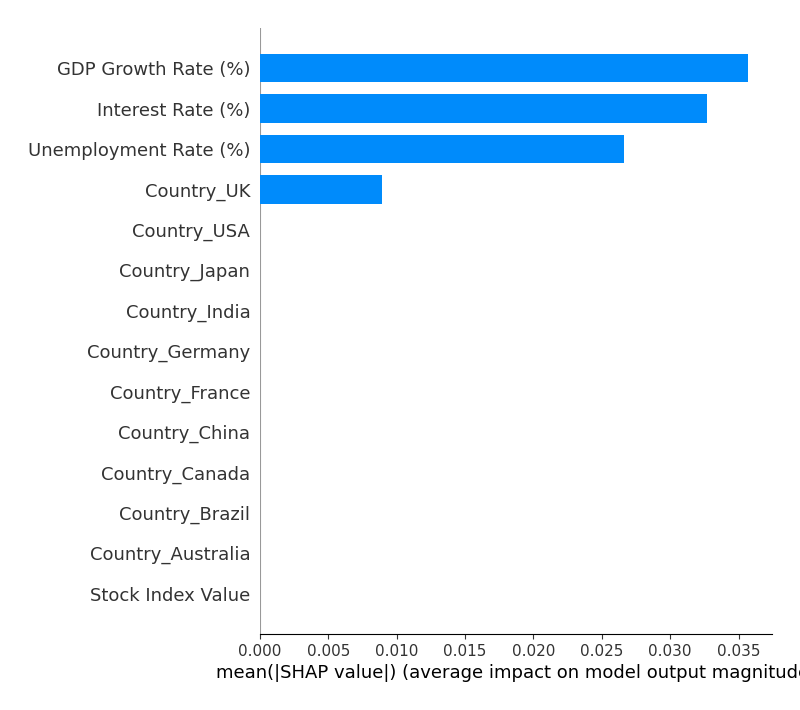 GDP Growth Rate (%)
Interest Rate (%)
Unemployment Rate (%)
Country_UK
Country_USA
Country_Japan
Country_India
Country_Germany
Country_France
Country_China
Country_Canada
Country_Brazil
Country_Australia
Stock Index Value
0.000 0.005 0.010 0.015 0.020 0.025 0.030 0.035
mean(|SHAP value|) (average impact on model output magnitude